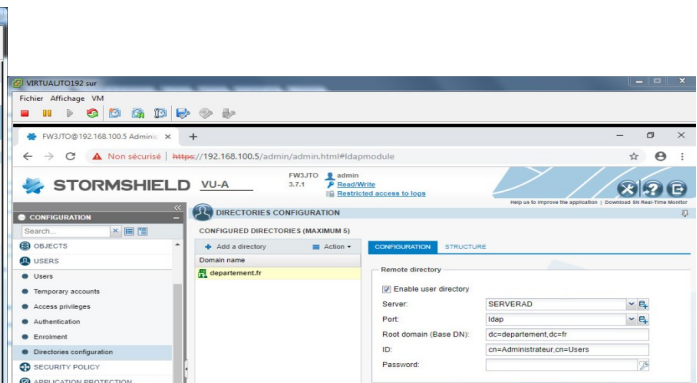 VIRTUALITO192 sur
Fichier Affichage VM
FW3JTO@192.168.100.5 Adminis
Non sécurisé | https://192.168.100.5/admin/admin.html#ldapmodule
STORMSHIELD VU-A
FW3JTO
3.7.1
admin
Read/Write
Restricted access to logs
Help us to improve the application | Download SN Real-Time Monitor
CONFIGURATION
Search...
OBJECTS
USERS
Users
Temporary accounts
Access privileges
Authentication
Enrolment
Directories configuration
SECURITY POLICY
APPLICATION PROTECTION
DIRECTORIES CONFIGURATION
CONFIGURED DIRECTORIES (MAXIMUM 5)
Add a directory Action
Domain name
departement.fr
CONFIGURATION STRUCTURE
Remote directory
Enable user directory
Server: SERVERAD
Port: ldap
Root domain (Base DN): dc=departement,dc=fr
ID: cn=Administrateur,cn=Users
Password: